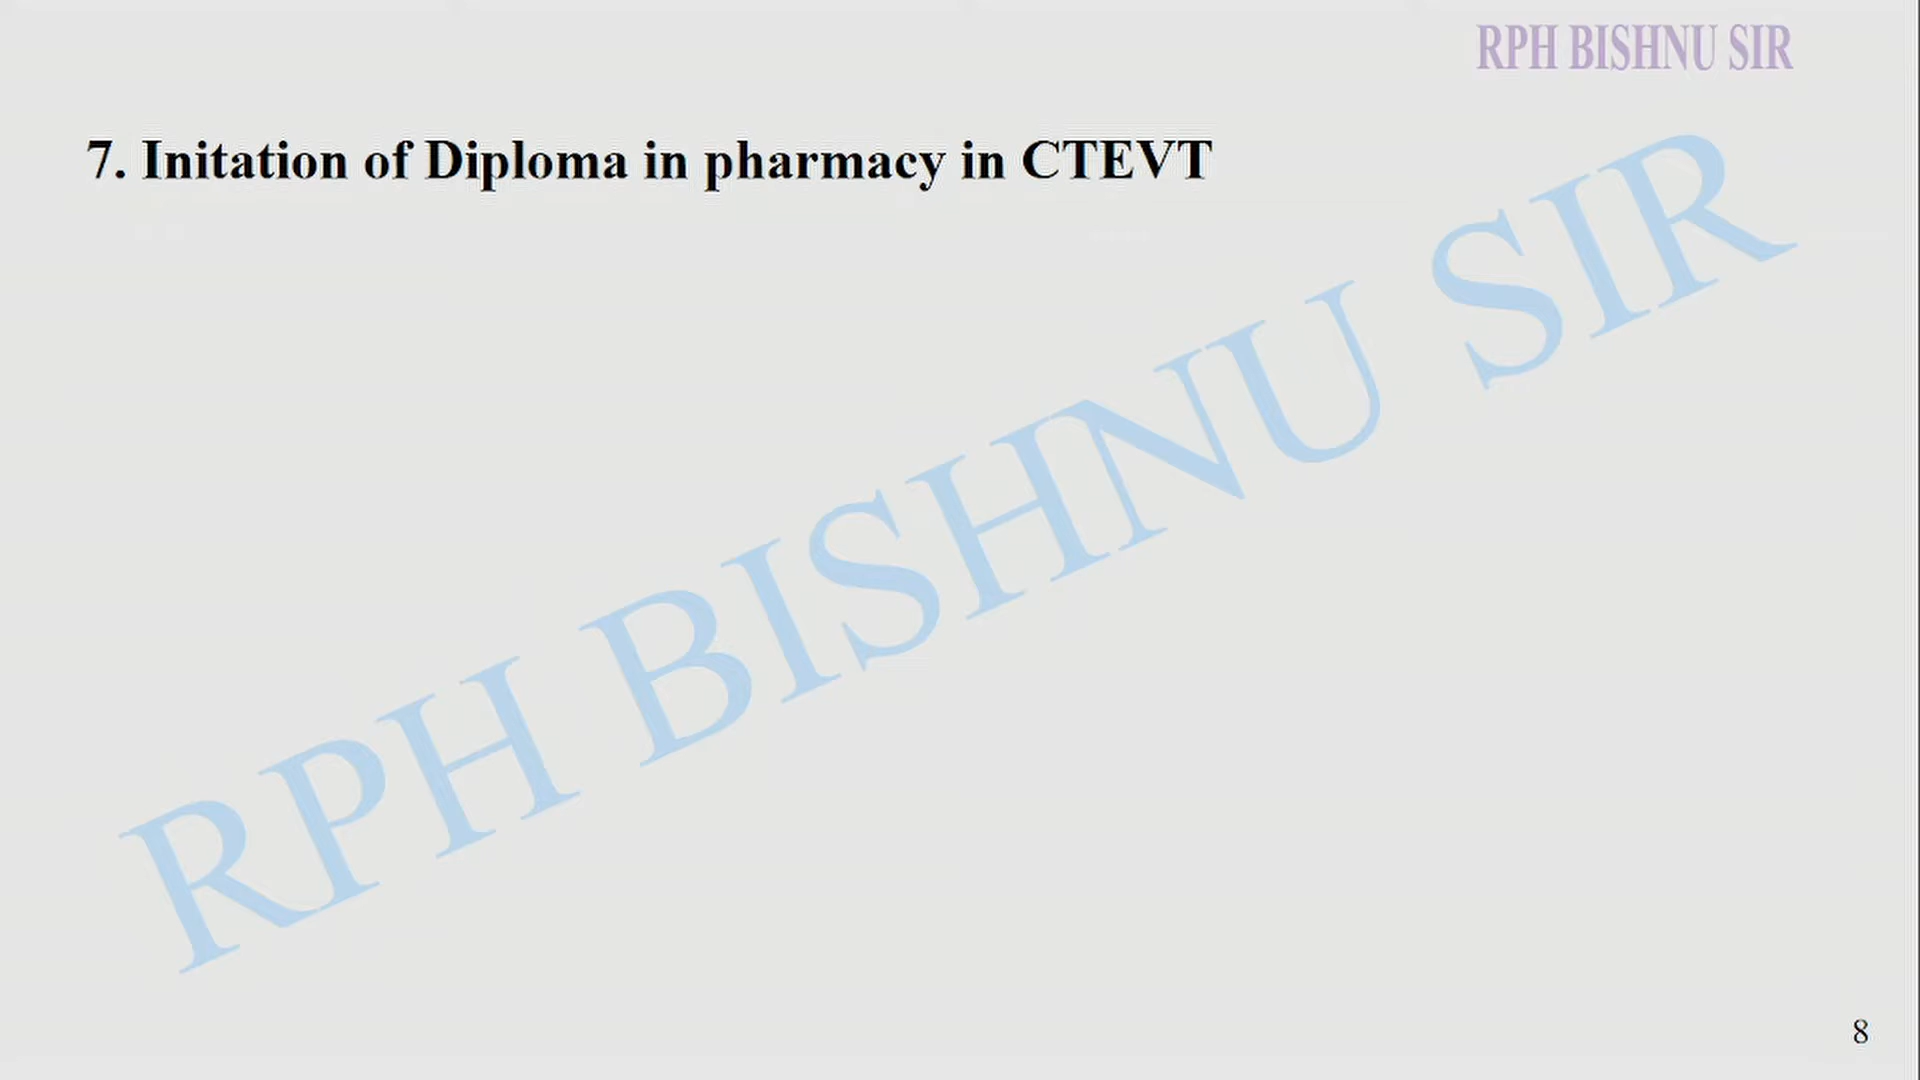 RPH BISHNU SIR
7. Initation of Diploma in pharmacy in CTEVT
RPH BISHNU SIR
8